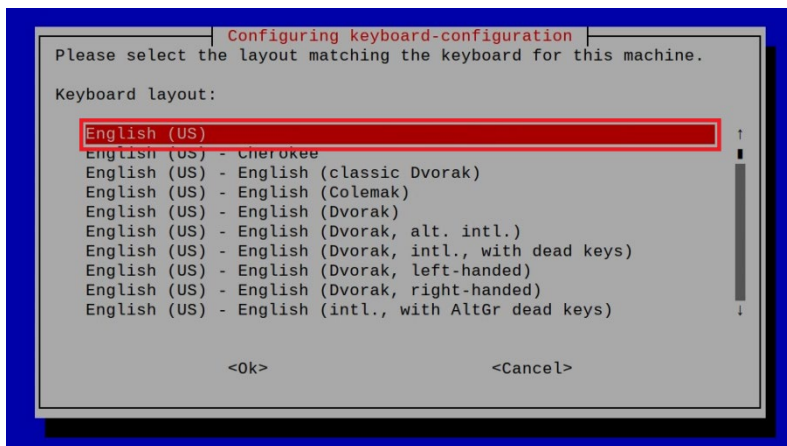 Configuring keyboard-configuration
Please select the layout matching the keyboard for this machine.
Keyboard layout:
English (US)
English (US) - Cherokee
English (US) - English (classic Dvorak)
English (US) - English (Colemak)
English (US) - English (Dvorak)
English (US) - English (Dvorak, alt. intl.)
English (US) - English (Dvorak, intl., with dead keys)
English (US) - English (Dvorak, left-handed)
English (US) - English (Dvorak, right-handed)
English (US) - English (intl., with AltGr dead keys)
<Ok> <Cancel>